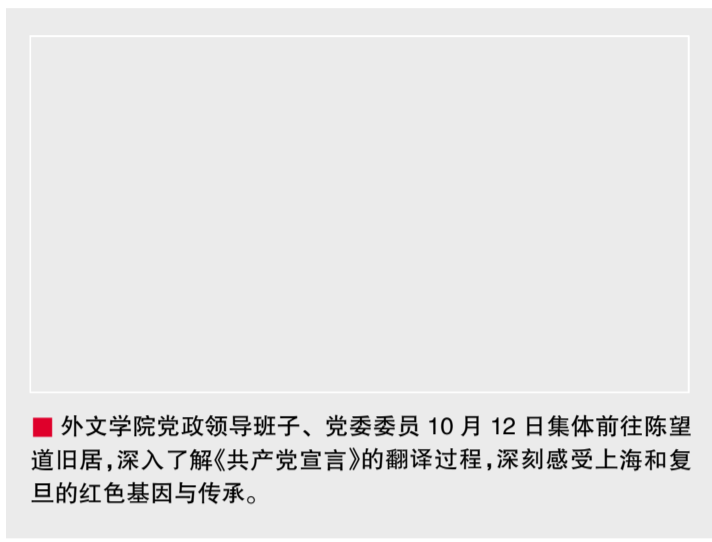 ■ 外文学院党政领导班子、党委委员 10 月 12 日集体前往陈望
道旧居,深入了解《共产党宣言》的翻译过程,深刻感受上海和复
旦的红色基因与传承。